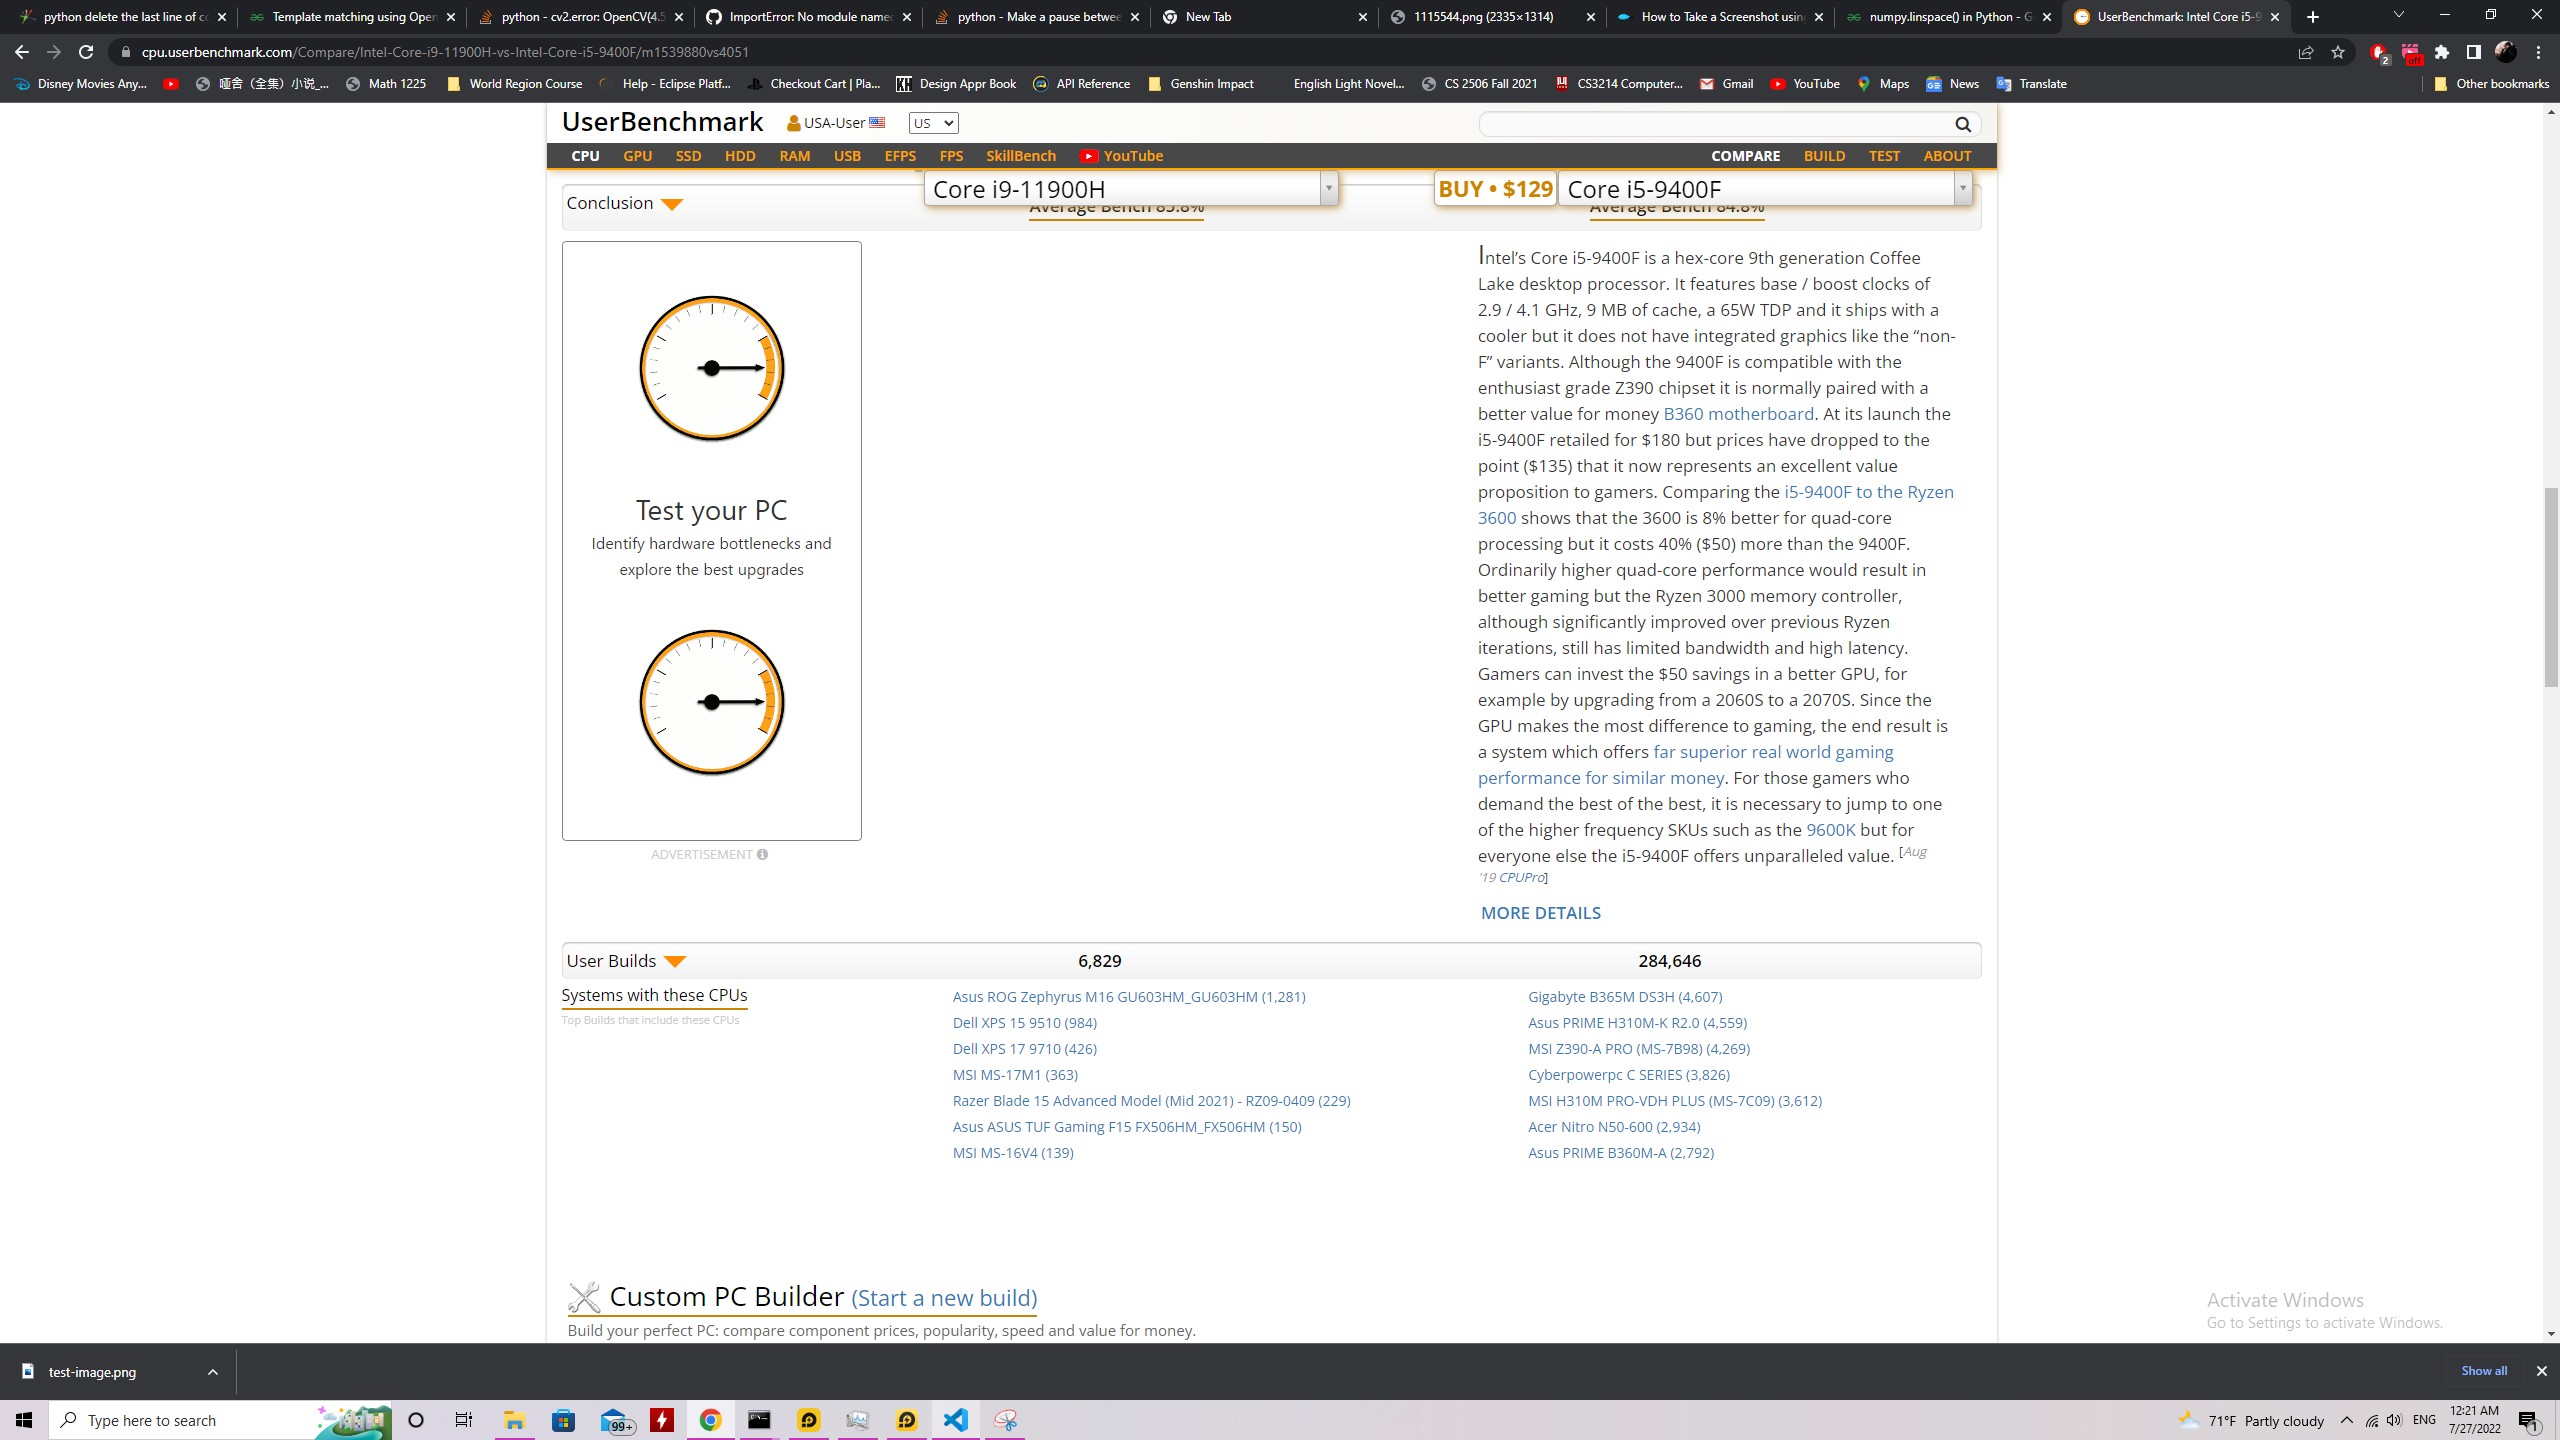 python delete the last line of co
Template matching using Open
python - cv2.error: OpenCV(4.5
ImportError: No module name
python - Make a pause betwee
New Tab
1115544.png (2335×1314)
How to Take a Screenshot using
numpy.linspace() in Python - G
UserBenchmark: Intel Core i5-9
cpu.userbenchmark.com/Compare/Intel-Core-i9-11900H-vs-Intel-Core-i5-9400F/m1539880vs4051
2
off
Disney Movies Any...
哑舍（全集）小说_...
Math 1225
World Region Course
Help - Eclipse Platf...
Checkout Cart | Pla...
Design Appr Book
API Reference
Genshin Impact
English Light Novel...
CS 2506 Fall 2021
CS3214 Computer...
Gmail
YouTube
Maps
News
Translate
Other bookmarks
UserBenchmark
USA-User
US
CPU GPU SSD HDD RAM USB EFPS FPS SkillBench YouTube
COMPARE BUILD TEST ABOUT
Core i9-11900H
BUY • $129
Core i5-9400F
Conclusion
Average Bench 83.8%
Average Bench 84.8%
Test your PC
Identify hardware bottlenecks and
explore the best upgrades
ADVERTISEMENT
Intel’s Core i5-9400F is a hex-core 9th generation Coffee
Lake desktop processor. It features base / boost clocks of
2.9 / 4.1 GHz, 9 MB of cache, a 65W TDP and it ships with a
cooler but it does not have integrated graphics like the “non-
F” variants. Although the 9400F is compatible with the
enthusiast grade Z390 chipset it is normally paired with a
better value for money B360 motherboard. At its launch the
i5-9400F retailed for $180 but prices have dropped to the
point ($135) that it now represents an excellent value
proposition to gamers. Comparing the i5-9400F to the Ryzen
3600 shows that the 3600 is 8% better for quad-core
processing but it costs 40% ($50) more than the 9400F.
Ordinarily higher quad-core performance would result in
better gaming but the Ryzen 3000 memory controller,
although significantly improved over previous Ryzen
iterations, still has limited bandwidth and high latency.
Gamers can invest the $50 savings in a better GPU, for
example by upgrading from a 2060S to a 2070S. Since the
GPU makes the most difference to gaming, the end result is
a system which offers far superior real world gaming
performance for similar money. For those gamers who
demand the best of the best, it is necessary to jump to one
of the higher frequency SKUs such as the 9600K but for
everyone else the i5-9400F offers unparalleled value. [Aug
'19 CPUPro]
MORE DETAILS
User Builds
6,829
284,646
Systems with these CPUs
Top Builds that include these CPUs
Asus ROG Zephyrus M16 GU603HM_GU603HM (1,281)
Dell XPS 15 9510 (984)
Dell XPS 17 9710 (426)
MSI MS-17M1 (363)
Razer Blade 15 Advanced Model (Mid 2021) - RZ09-0409 (229)
Asus ASUS TUF Gaming F15 FX506HM_FX506HM (150)
MSI MS-16V4 (139)
Gigabyte B365M DS3H (4,607)
Asus PRIME H310M-K R2.0 (4,559)
MSI Z390-A PRO (MS-7B98) (4,269)
Cyberpowerpc C SERIES (3,826)
MSI H310M PRO-VDH PLUS (MS-7C09) (3,612)
Acer Nitro N50-600 (2,934)
Asus PRIME B360M-A (2,792)
Custom PC Builder (Start a new build)
Build your perfect PC: compare component prices, popularity, speed and value for money.
Activate Windows
Go to Settings to activate Windows.
test-image.png
Show all
Type here to search
99+
71°F Partly cloudy
ENG
12:21 AM
7/27/2022
1